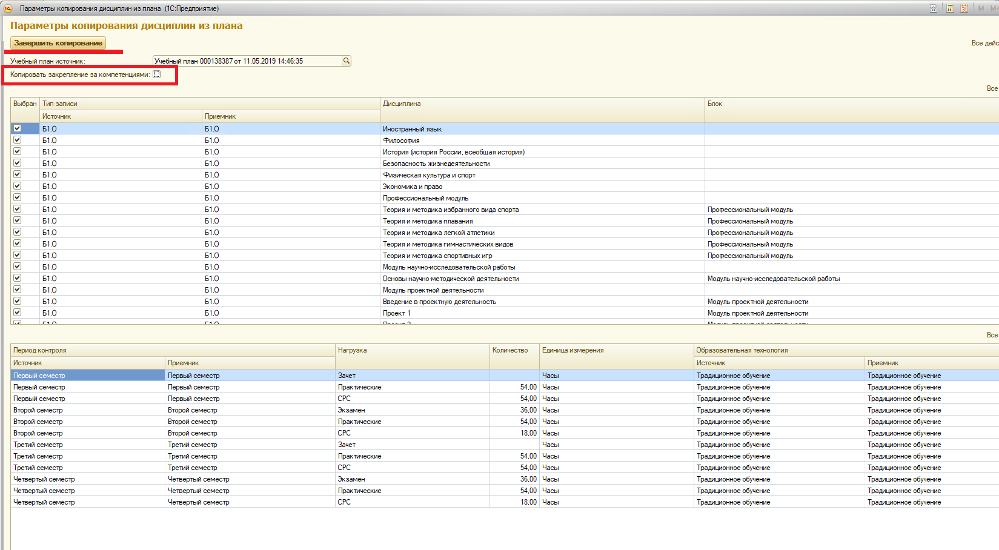 Параметры копирования дисциплин из плана (1С:Предприятие)
31 M M+
Параметры копирования дисциплин из плана
Завершить копирование
Все дейс
Учебный план источник: Учебный план 000138387 от 11.05.2019 14:46:35
Копировать закрепление за компетенциями:
Все
Выбран Тип записи Дисциплина Блок
Источник Приемник
Б1.О Б1.О Иностранный язык
Б1.О Б1.О Философия
Б1.О Б1.О История (история России, всеобщая история)
Б1.О Б1.О Безопасность жизнедеятельности
Б1.О Б1.О Физическая культура и спорт
Б1.О Б1.О Экономика и право
Б1.О Б1.О Профессиональный модуль
Б1.О Б1.О Теория и методика избранного вида спорта Профессиональный модуль
Б1.О Б1.О Теория и методика плавания Профессиональный модуль
Б1.О Б1.О Теория и методика легкой атлетики Профессиональный модуль
Б1.О Б1.О Теория и методика гимнастических видов Профессиональный модуль
Б1.О Б1.О Теория и методика спортивных игр Профессиональный модуль
Б1.О Б1.О Модуль научно-исследовательской работы
Б1.О Б1.О Основы научно-методической деятельности Модуль научно-исследовательской работы
Б1.О Б1.О Модуль проектной деятельности
Б1.О Б1.О Введение в проектную деятельность Модуль проектной деятельности
Б1.О Б1.О Проект 1 Модуль проектной деятельности
Б1.О Б1.О Проект 2 Модуль проектной деятельности
Все
Период контроля Нагрузка Количество Единица измерения Образовательная технология
Источник Приемник Источник Приемник
Первый семестр Первый семестр Зачет Часы Традиционное обучение Традиционное обучение
Первый семестр Первый семестр Практические 54,00 Часы Традиционное обучение Традиционное обучение
Первый семестр Первый семестр СРС 54,00 Часы Традиционное обучение Традиционное обучение
Второй семестр Второй семестр Экзамен 36,00 Часы Традиционное обучение Традиционное обучение
Второй семестр Второй семестр Практические 54,00 Часы Традиционное обучение Традиционное обучение
Второй семестр Второй семестр СРС 18,00 Часы Традиционное обучение Традиционное обучение
Третий семестр Третий семестр Зачет Часы Традиционное обучение Традиционное обучение
Третий семестр Третий семестр Практические 54,00 Часы Традиционное обучение Традиционное обучение
Третий семестр Третий семестр СРС 54,00 Часы Традиционное обучение Традиционное обучение
Четвертый семестр Четвертый семестр Экзамен 36,00 Часы Традиционное обучение Традиционное обучение
Четвертый семестр Четвертый семестр Практические 54,00 Часы Традиционное обучение Традиционное обучение
Четвертый семестр Четвертый семестр СРС 18,00 Часы Традиционное обучение Традиционное обучение